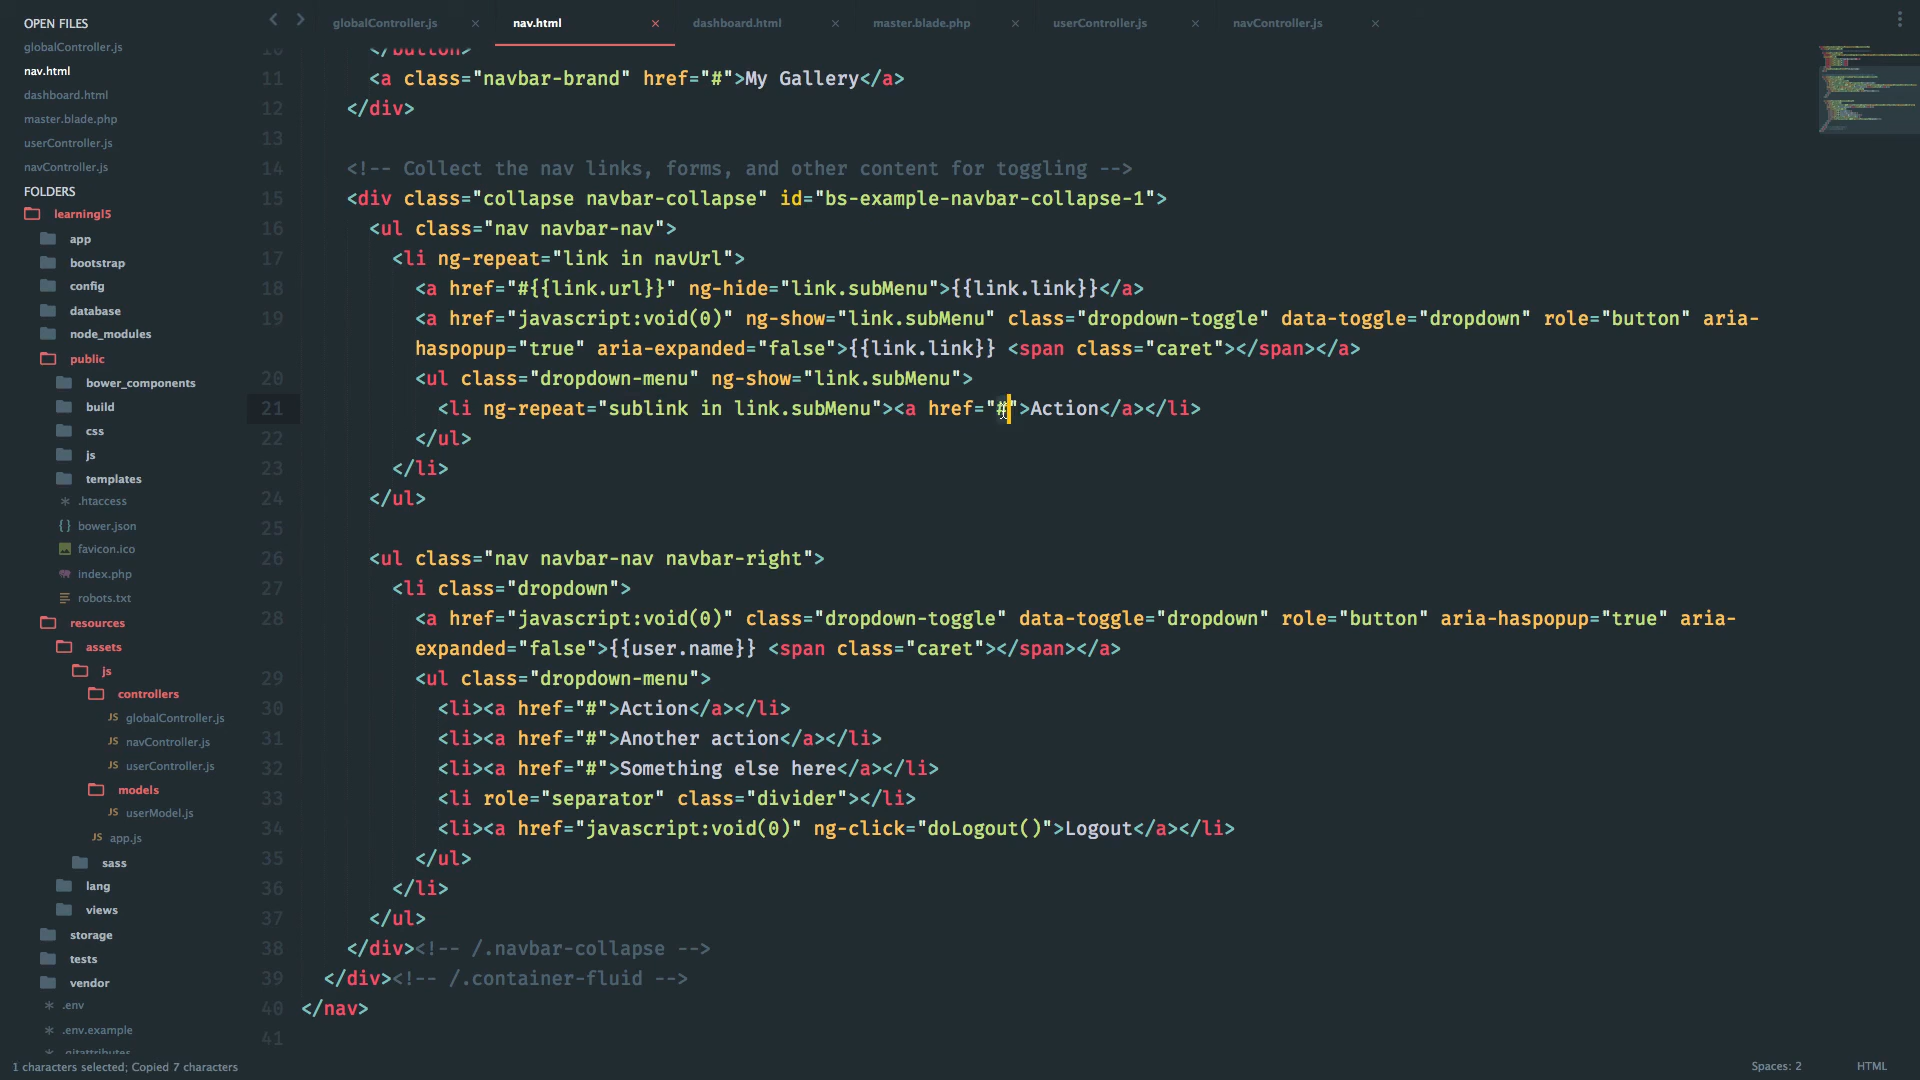 OPEN FILES
globalController.js
nav.html
dashboard.html
master.blade.php
userController.js
navController.js
FOLDERS
learningl5
app
bootstrap
config
database
node_modules
public
bower_components
build
css
js
templates
.htaccess
bower.json
favicon.ico
index.php
robots.txt
resources
assets
js
controllers
JS globalController.js
JS navController.js
JS userController.js
models
JS userModel.js
JS app.js
sass
lang
views
storage
tests
vendor
.env
.env.example
.gitattributes
globalController.js × nav.html × dashboard.html × master.blade.php × userController.js × navController.js ×
10 </button>
11 <a class="navbar-brand" href="#">My Gallery</a>
12 </div>
13
14 <!-- Collect the nav links, forms, and other content for toggling -->
15 <div class="collapse navbar-collapse" id="bs-example-navbar-collapse-1">
16 <ul class="nav navbar-nav">
17 <li ng-repeat="link in navUrl">
18 <a href="#{{link.url}}" ng-hide="link.subMenu">{{link.link}}</a>
19 <a href="javascript:void(0)" ng-show="link.subMenu" class="dropdown-toggle" data-toggle="dropdown" role="button" aria-
haspopup="true" aria-expanded="false">{{link.link}} <span class="caret"></span></a>
20 <ul class="dropdown-menu" ng-show="link.subMenu">
21 <li ng-repeat="sublink in link.subMenu"><a href="#">Action</a></li>
22 </ul>
23 </li>
24 </ul>
25
26 <ul class="nav navbar-nav navbar-right">
27 <li class="dropdown">
28 <a href="javascript:void(0)" class="dropdown-toggle" data-toggle="dropdown" role="button" aria-haspopup="true" aria-
expanded="false">{{user.name}} <span class="caret"></span></a>
29 <ul class="dropdown-menu">
30 <li><a href="#">Action</a></li>
31 <li><a href="#">Another action</a></li>
32 <li><a href="#">Something else here</a></li>
33 <li role="separator" class="divider"></li>
34 <li><a href="javascript:void(0)" ng-click="doLogout()">Logout</a></li>
35 </ul>
36 </li>
37 </ul>
38 </div><!-- /.navbar-collapse -->
39 </div><!-- /.container-fluid -->
40 </nav>
41
1 characters selected; Copied 7 characters
Spaces: 2 HTML